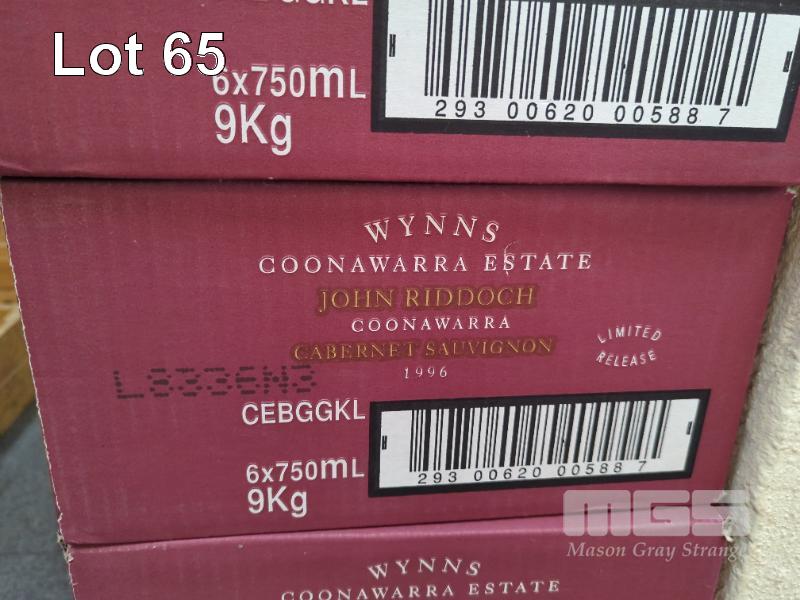 Lot 65
6x750mL
9Kg
293 00620 00588 7
WYNNS
COONAWARRA ESTATE
JOHN RIDDOCH
COONAWARRA
CABERNET SAUVIGNON
1996
LIMITED
RELEASE
L8336N3
CEBGGKL
6x750mL
9Kg
293 00620 00588 7
MGS
Mason Gray Strange
WYNNS
COONAWARRA ESTATE